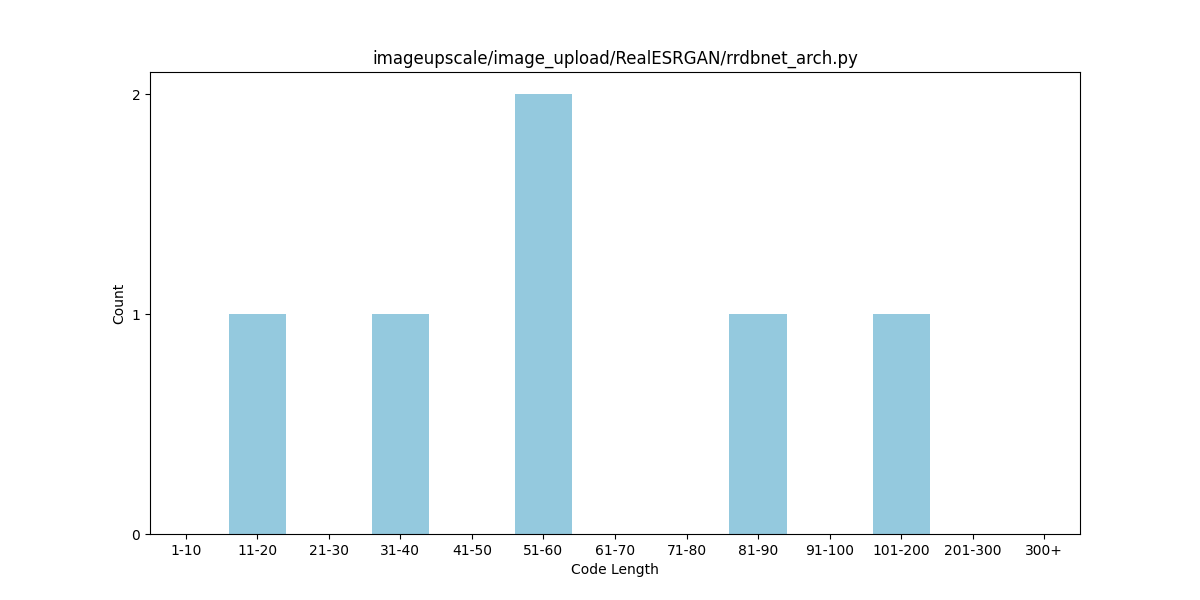 imageupscale/image_upload/RealESRGAN/rrdbnet_arch.py
2
1
0
Count
1-10 11-20 21-30 31-40 41-50 51-60 61-70 71-80 81-90 91-100 101-200 201-300 300+
Code Length